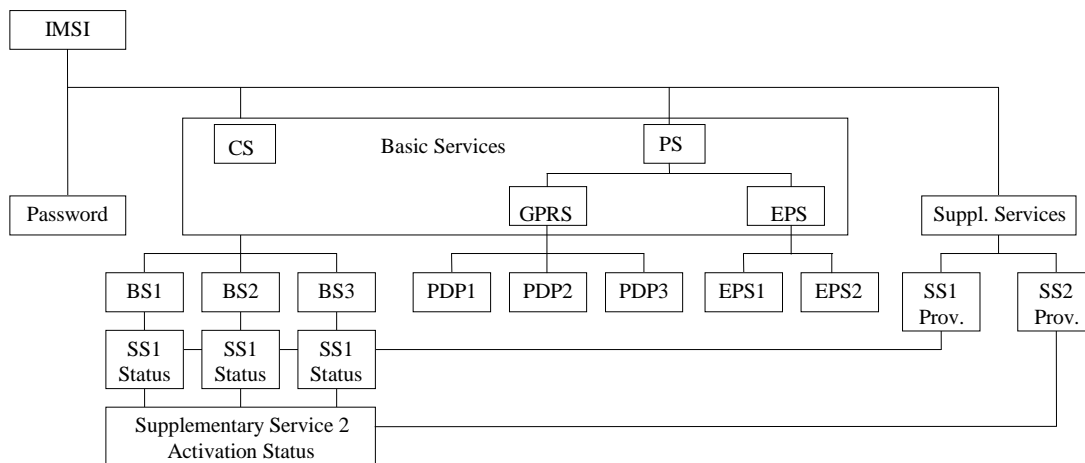 IMSI
CS
Basic Services
PS
Password
GPRS
EPS
Suppl. Services
BS1
BS2
BS3
PDP1
PDP2
PDP3
EPS1
EPS2
SS1
Prov.
SS2
Prov.
SS1
Status
SS1
Status
SS1
Status
Supplementary Service 2
Activation Status